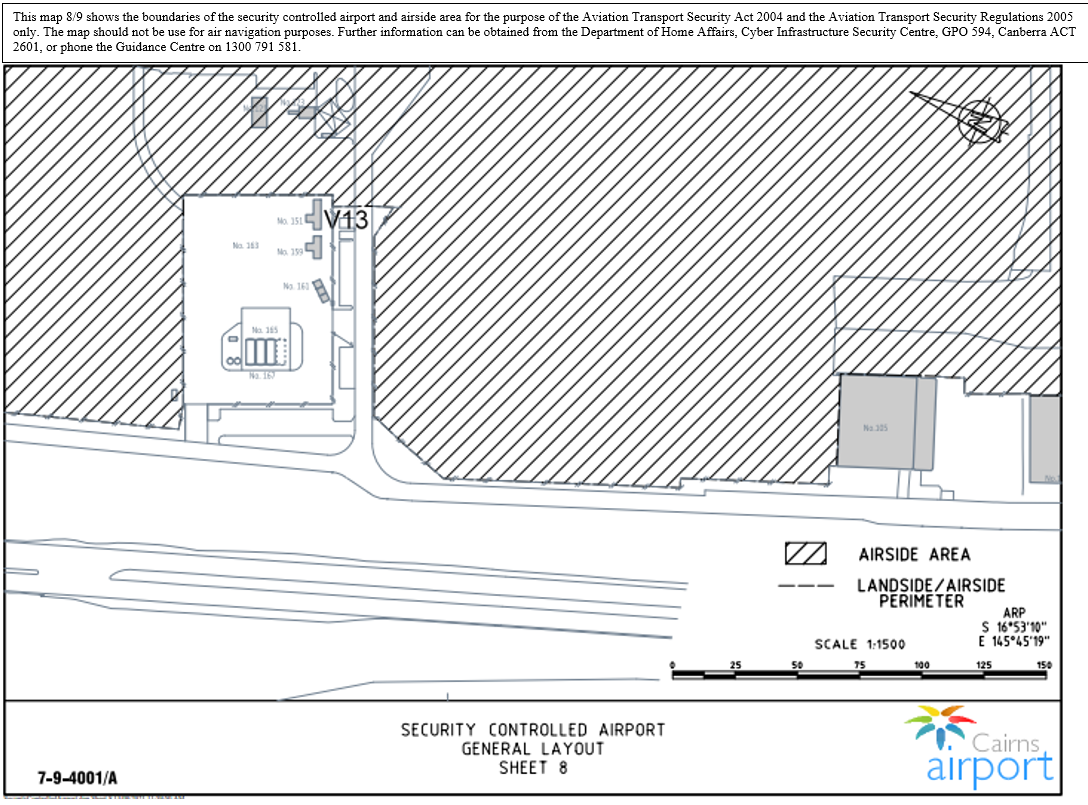 This map 8/9 shows the boundaries of the security controlled airport and airside area for the purpose of the Aviation Transport Security Act 2004 and the Aviation Transport Security Regulations 2005
only. The map should not be use for air navigation purposes. Further information can be obtained from the Department of Home Affairs, Cyber Infrastructure Security Centre, GPO 594, Canberra ACT
2601, or phone the Guidance Centre on 1300 791 581.
No. 151
V13
No. 163
No. 159
No. 161
No. 165
No. 167
No.105
AIRSIDE AREA
LANDSIDE/AIRSIDE
PERIMETER
ARP
S 16°53'10"
E 145°45'19"
SCALE 1:1500
0 25 50 75 100 125 150
SECURITY CONTROLLED AIRPORT
GENERAL LAYOUT
SHEET 8
7-9-4001/A
Cairns
airport